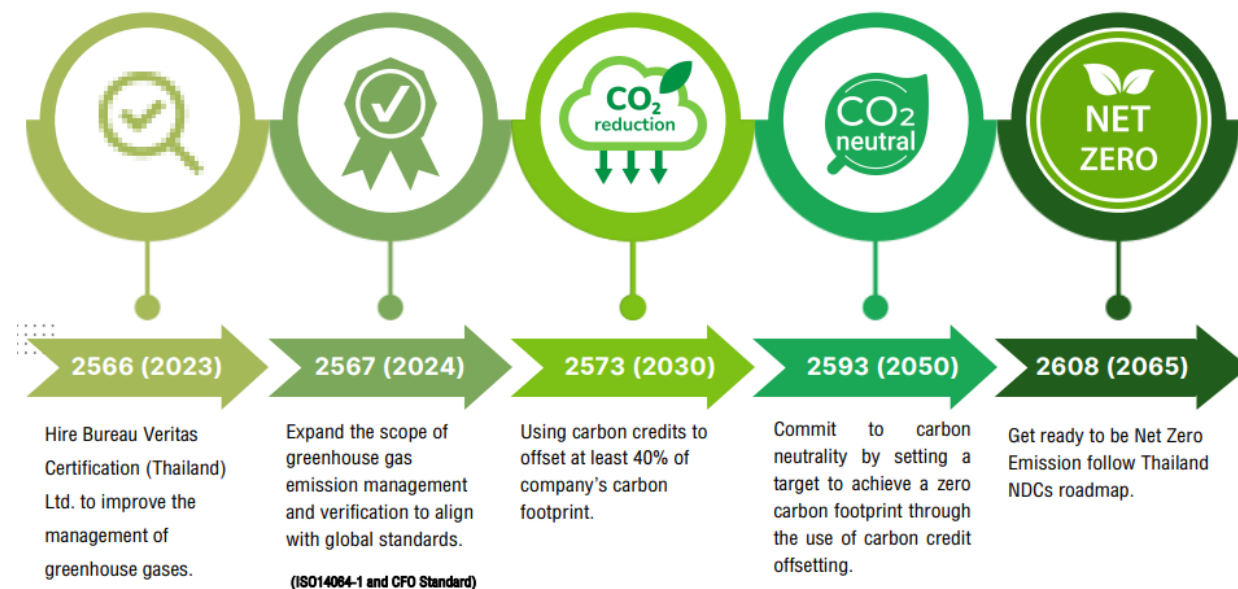 CO2
reduction
CO2
neutral
NET
ZERO
2566 (2023)
2567 (2024)
2573 (2030)
2593 (2050)
2608 (2065)
Hire Bureau Veritas
Certification (Thailand)
Ltd. to improve the
management of
greenhouse gases.
Expand the scope of
greenhouse gas
emission management
and verification to align
with global standards.
(ISO14064-1 and CFO Standard)
Using carbon credits to
offset at least 40% of
company’s carbon
footprint.
Commit to carbon
neutrality by setting a
target to achieve a zero
carbon footprint through
the use of carbon credit
offsetting.
Get ready to be Net Zero
Emission follow Thailand
NDCs roadmap.